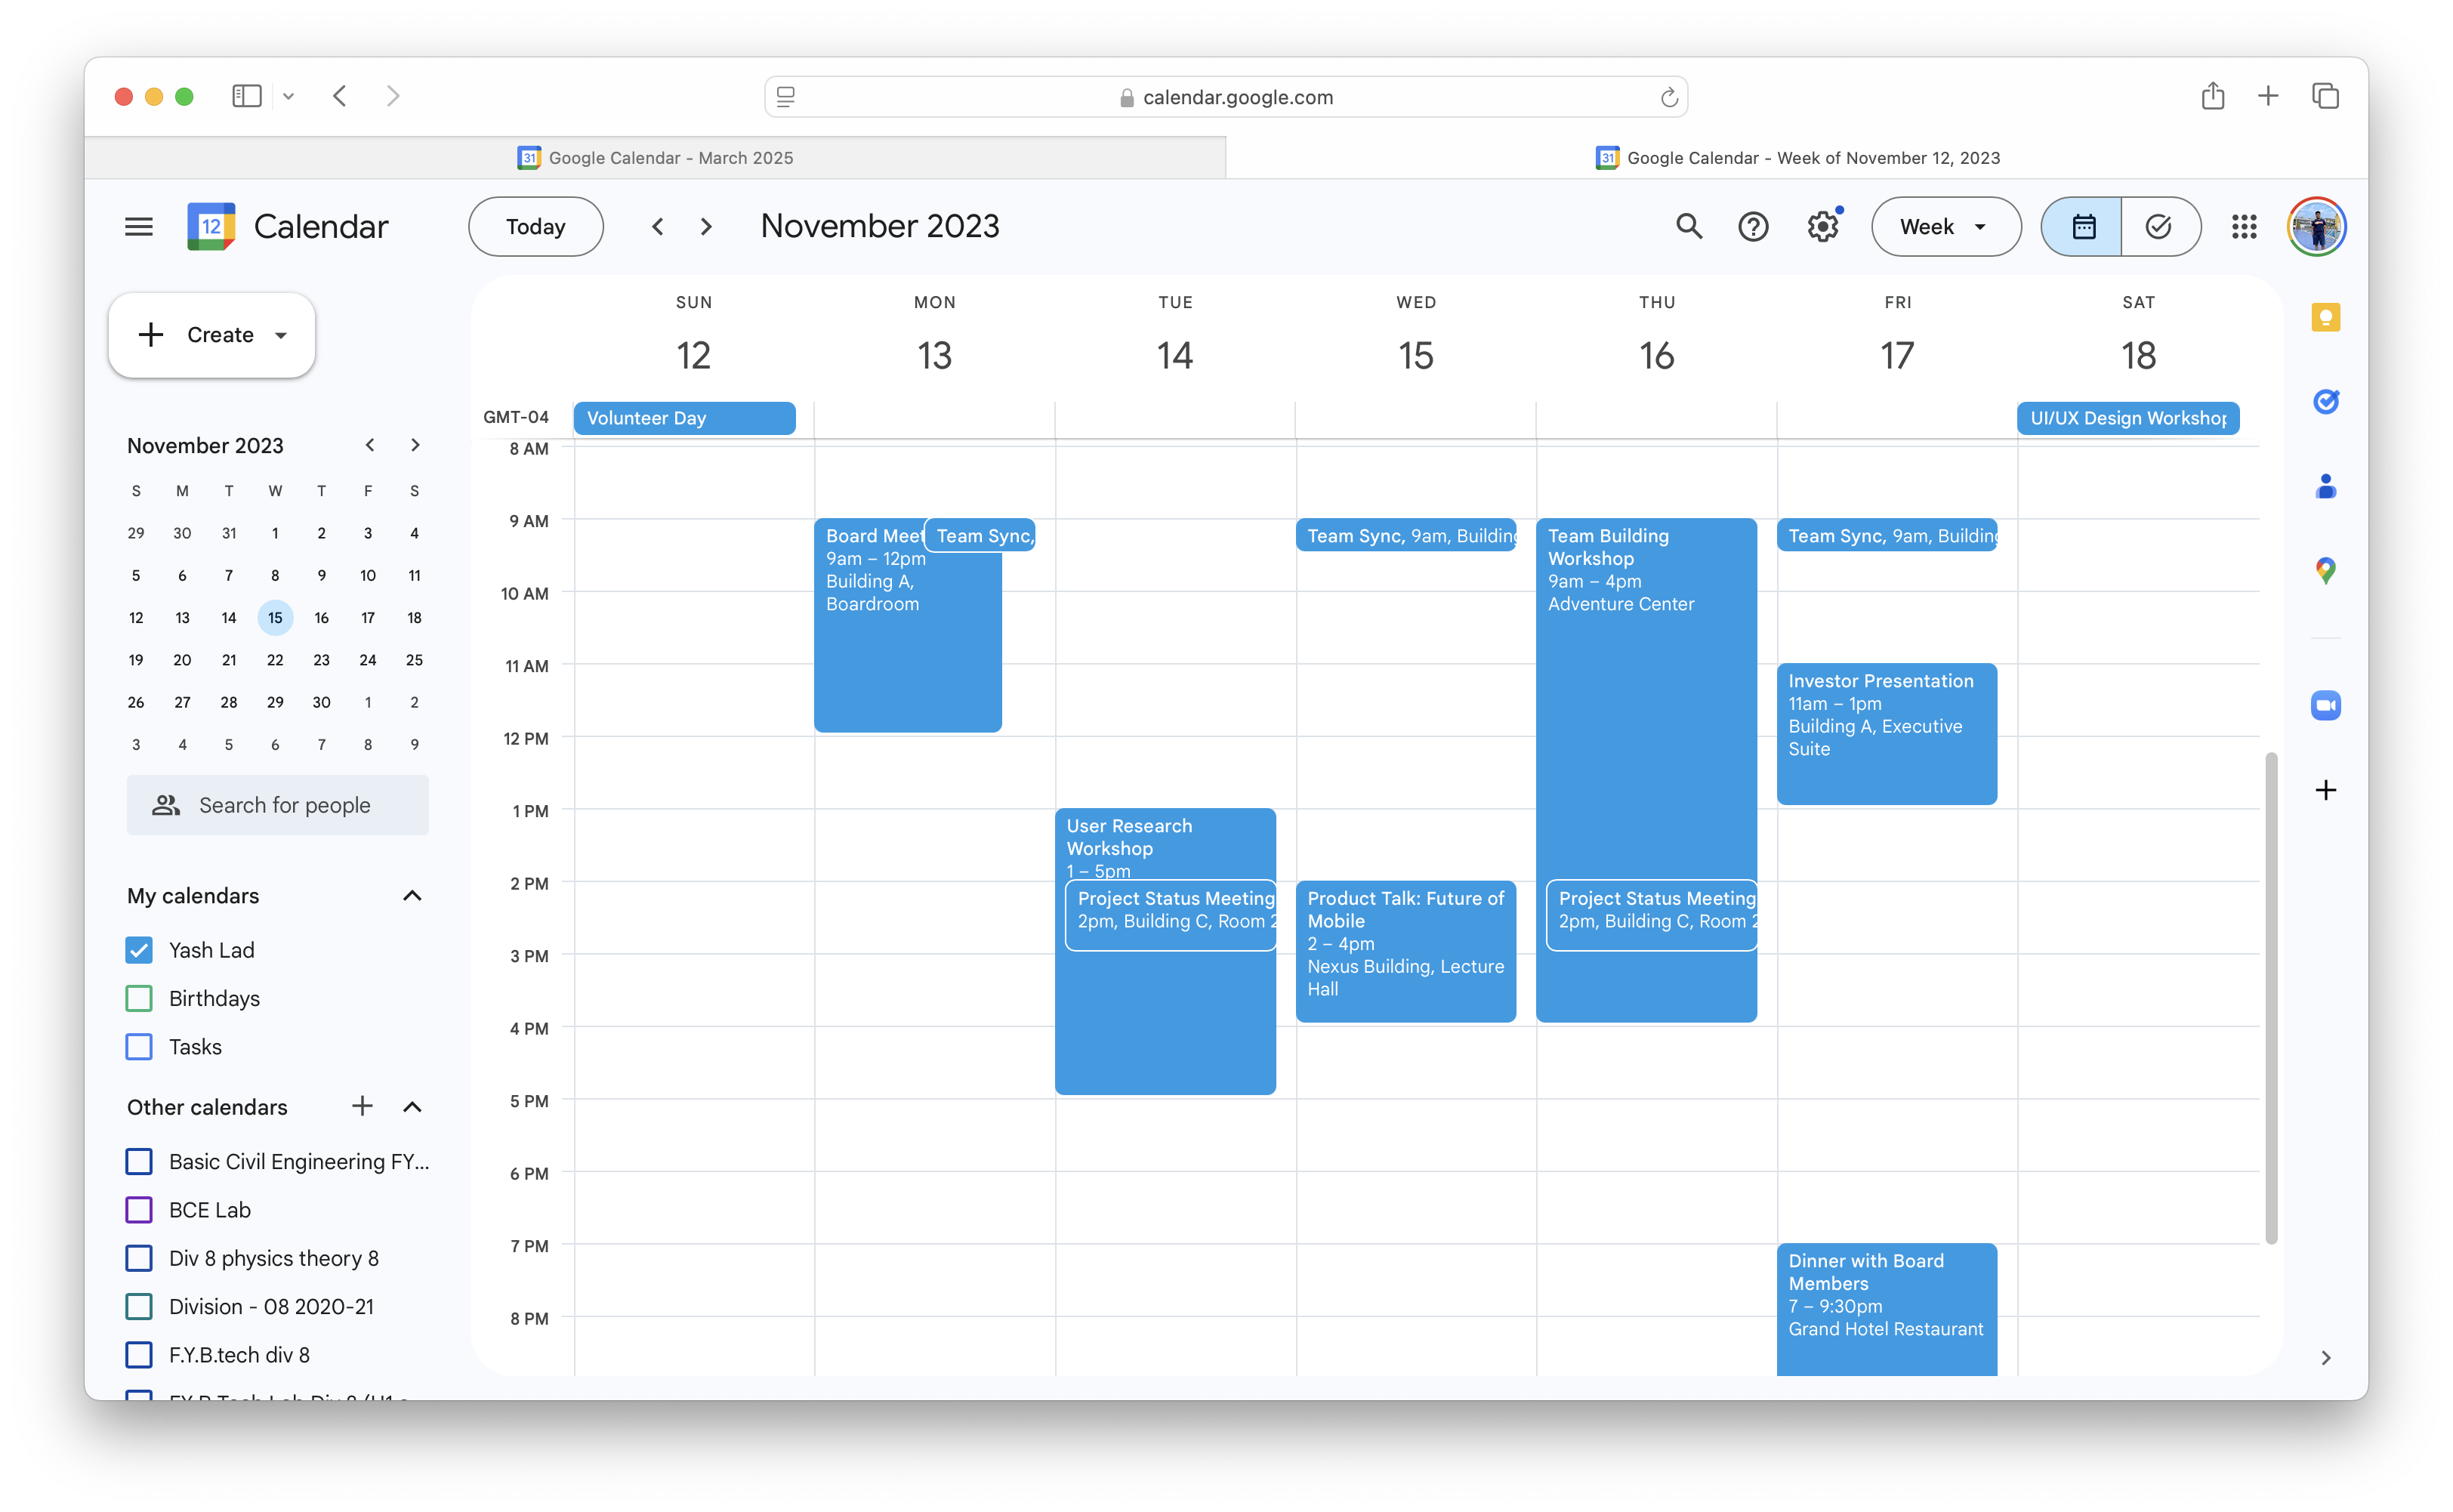 calendar.google.com
31 Google Calendar - March 2025
31 Google Calendar - Week of November 12, 2023
12 Calendar
Today
November 2023
Week
Create
November 2023
S M T W T F S
29 30 31 1 2 3 4
5 6 7 8 9 10 11
12 13 14 15 16 17 18
19 20 21 22 23 24 25
26 27 28 29 30 1 2
3 4 5 6 7 8 9
Search for people
My calendars
Yash Lad
Birthdays
Tasks
Other calendars
Basic Civil Engineering FY...
BCE Lab
Div 8 physics theory 8
Division - 08 2020-21
F.Y.B.tech div 8
SUN MON TUE WED THU FRI SAT
12 13 14 15 16 17 18
GMT-04
Volunteer Day
UI/UX Design Workshop
8 AM
9 AM
10 AM
11 AM
12 PM
1 PM
2 PM
3 PM
4 PM
5 PM
6 PM
7 PM
8 PM
Board Meet
9am – 12pm
Building A,
Boardroom
Team Sync,
User Research
Workshop
1 – 5pm
Project Status Meeting
2pm, Building C, Room 2
Team Sync, 9am, Building
Product Talk: Future of
Mobile
2 – 4pm
Nexus Building, Lecture
Hall
Team Building
Workshop
9am – 4pm
Adventure Center
Project Status Meeting
2pm, Building C, Room 2
Team Sync, 9am, Building
Investor Presentation
11am – 1pm
Building A, Executive
Suite
Dinner with Board
Members
7 – 9:30pm
Grand Hotel Restaurant